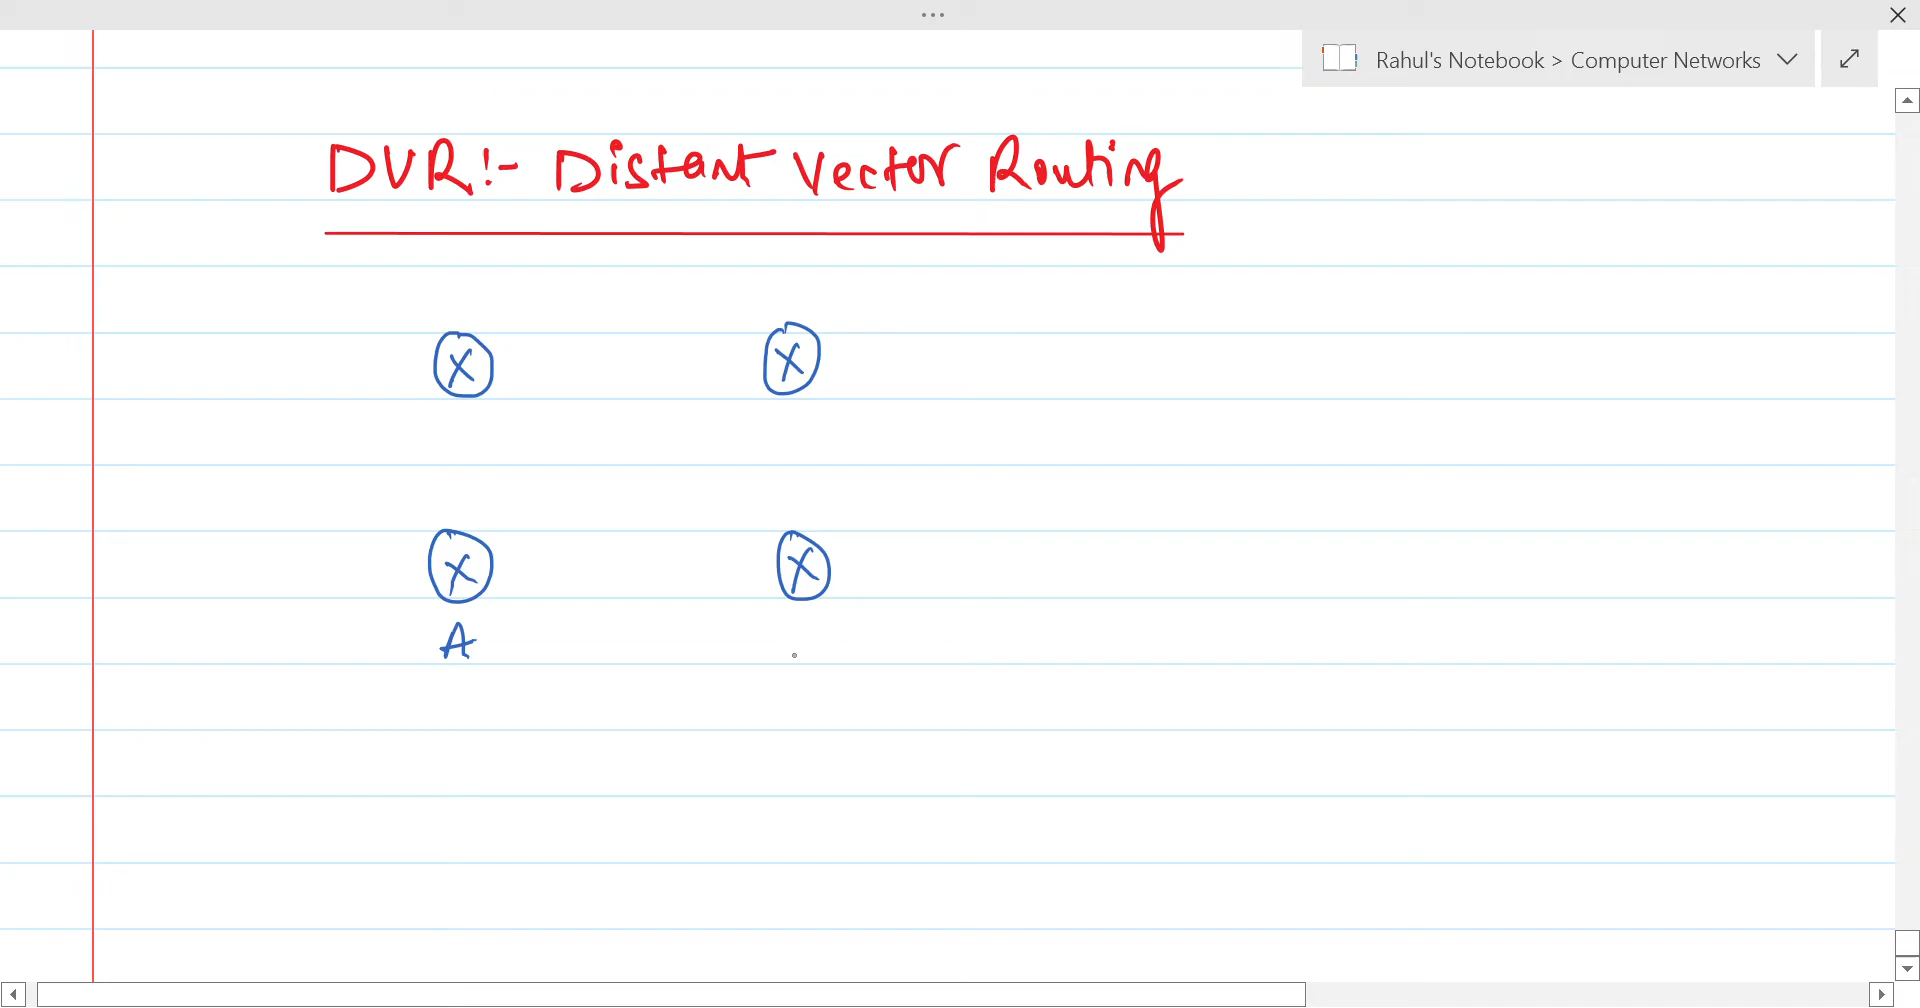 Rahul's Notebook > Computer Networks
DVR:- Distant Vector Routing
X X
X X
A